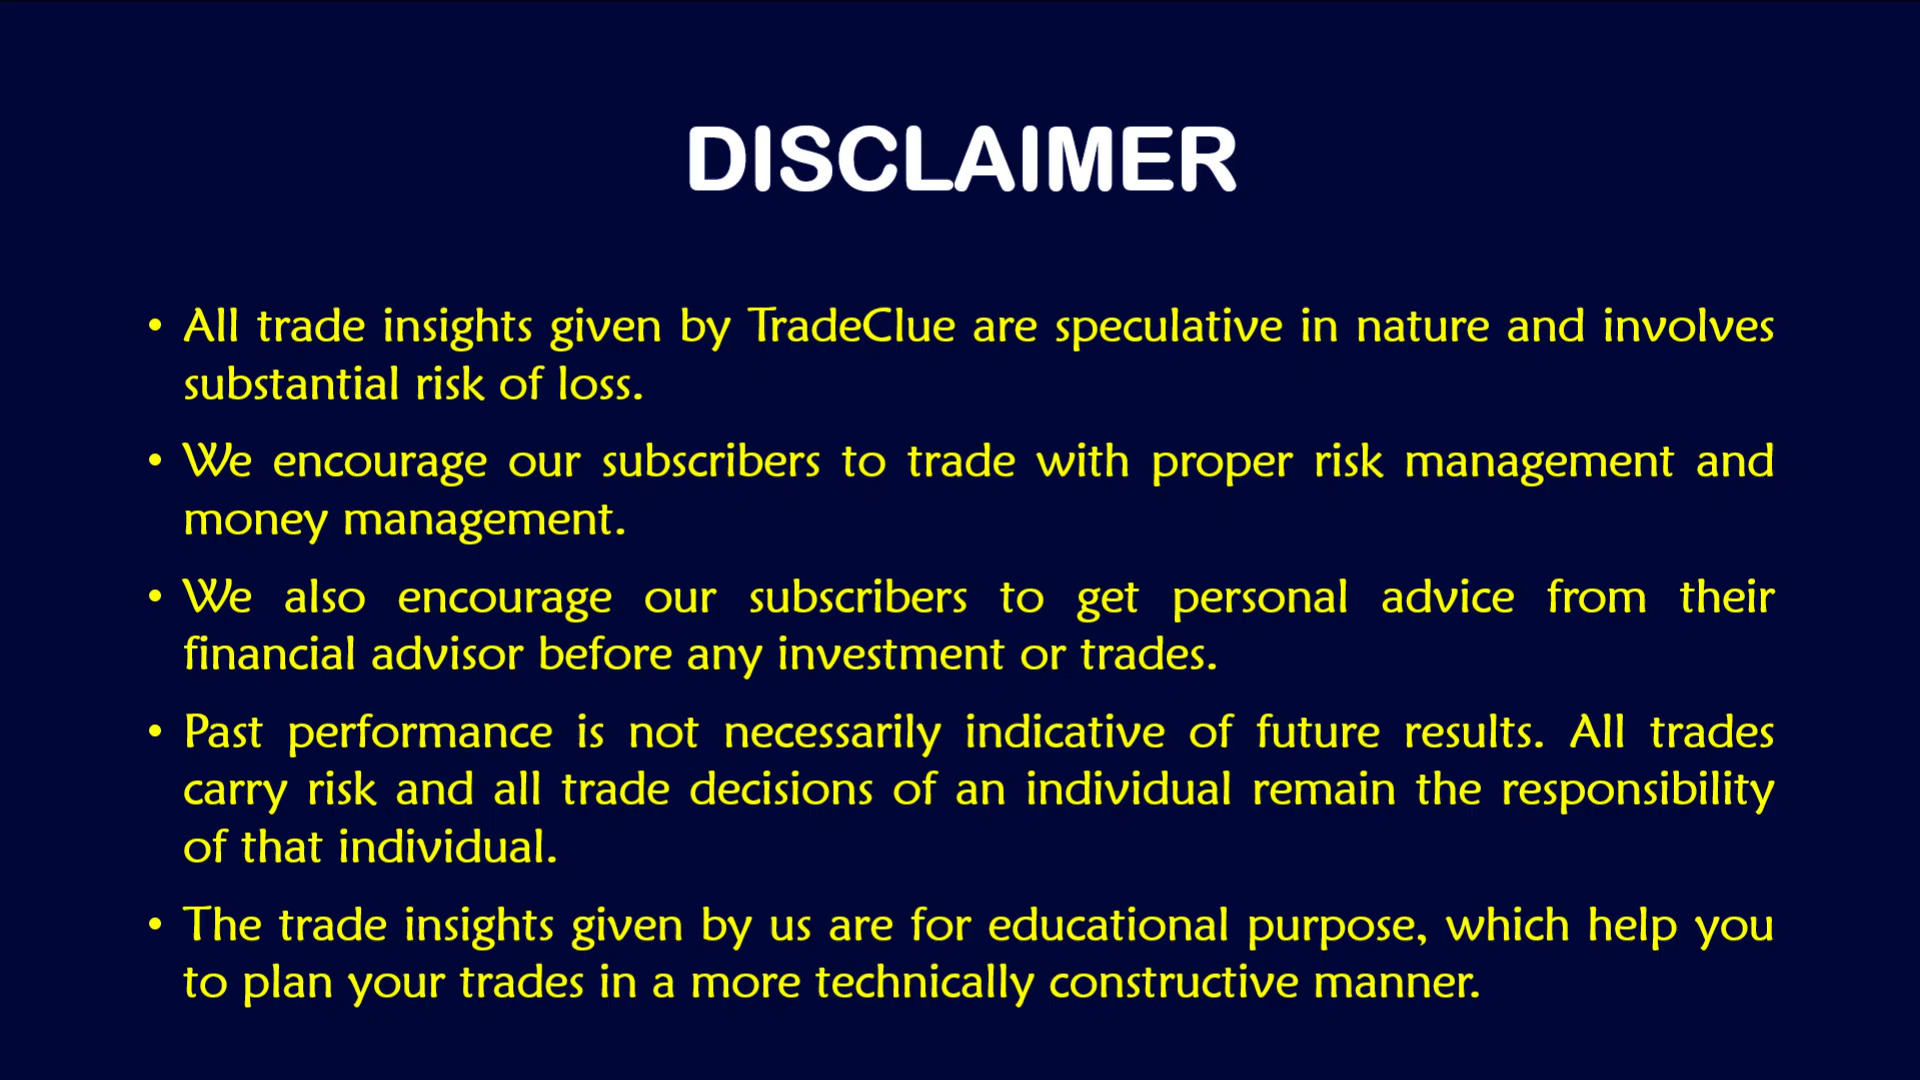 DISCLAIMER
• All trade insights given by TradeClue are speculative in nature and involves
substantial risk of loss.
• We encourage our subscribers to trade with proper risk management and
money management.
• We also encourage our subscribers to get personal advice from their
financial advisor before any investment or trades.
• Past performance is not necessarily indicative of future results. All trades
carry risk and all trade decisions of an individual remain the responsibility
of that individual.
• The trade insights given by us are for educational purpose, which help you
to plan your trades in a more technically constructive manner.